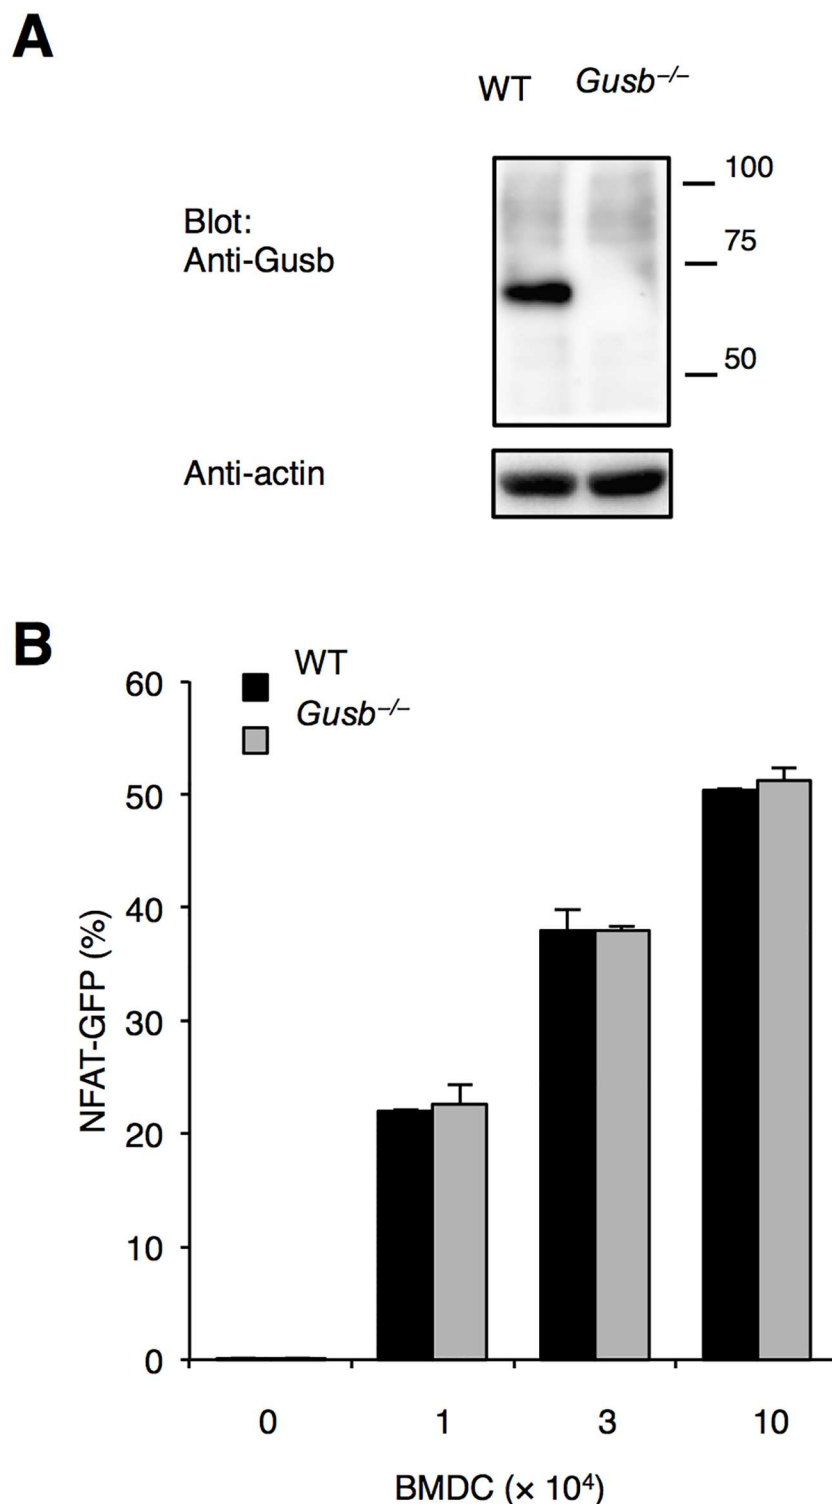 A
WT Gusb–/–
100
Blot:
Anti-Gusb
75
50
Anti-actin
B
WT
Gusb–/–
60
50
40
30
20
10
0
NFAT-GFP (%)
0 1 3 10
BMDC (× 10⁴)